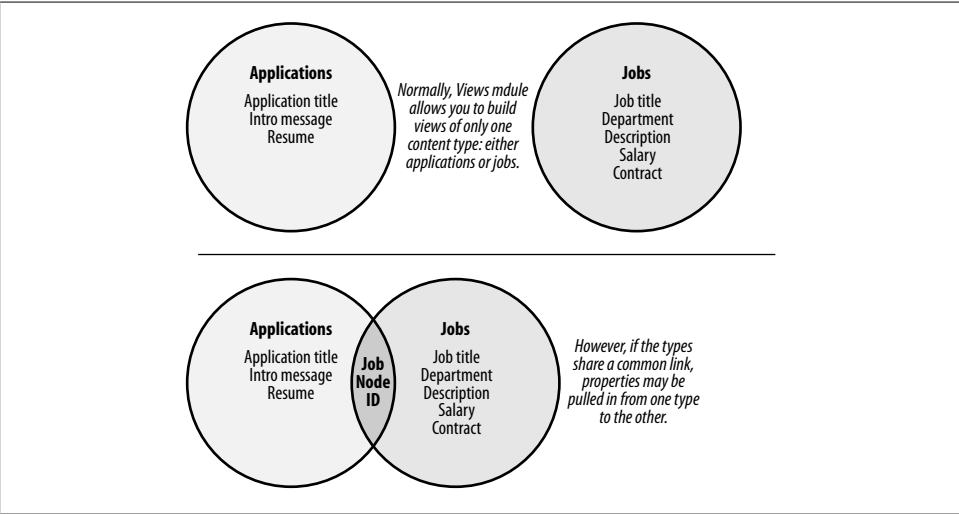 Applications
Application title
Intro message
Resume
Normally, Views mdule
allows you to build
views of only one
content type: either
applications or jobs.
Jobs
Job title
Department
Description
Salary
Contract
Applications
Application title
Intro message
Resume
Job
Node
ID
Jobs
Job title
Department
Description
Salary
Contract
However, if the types
share a common link,
properties may be
pulled in from one type
to the other.